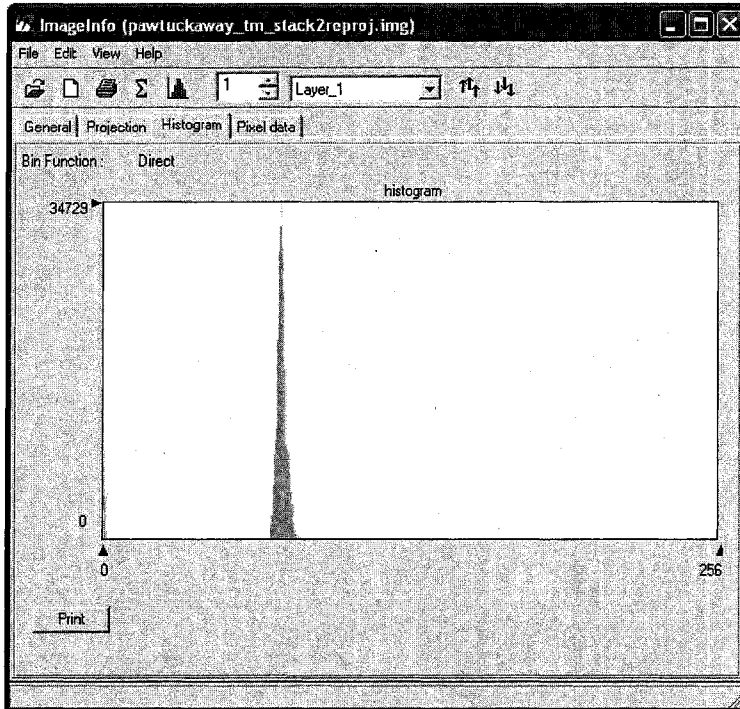 ImageInfo (pawtuckaway_tm_stack2reproj.img)
File Edit View Help
1 Layer_1
General Projection Histogram Pixel data
Bin Function : Direct
histogram
34729
0
0 256
Print